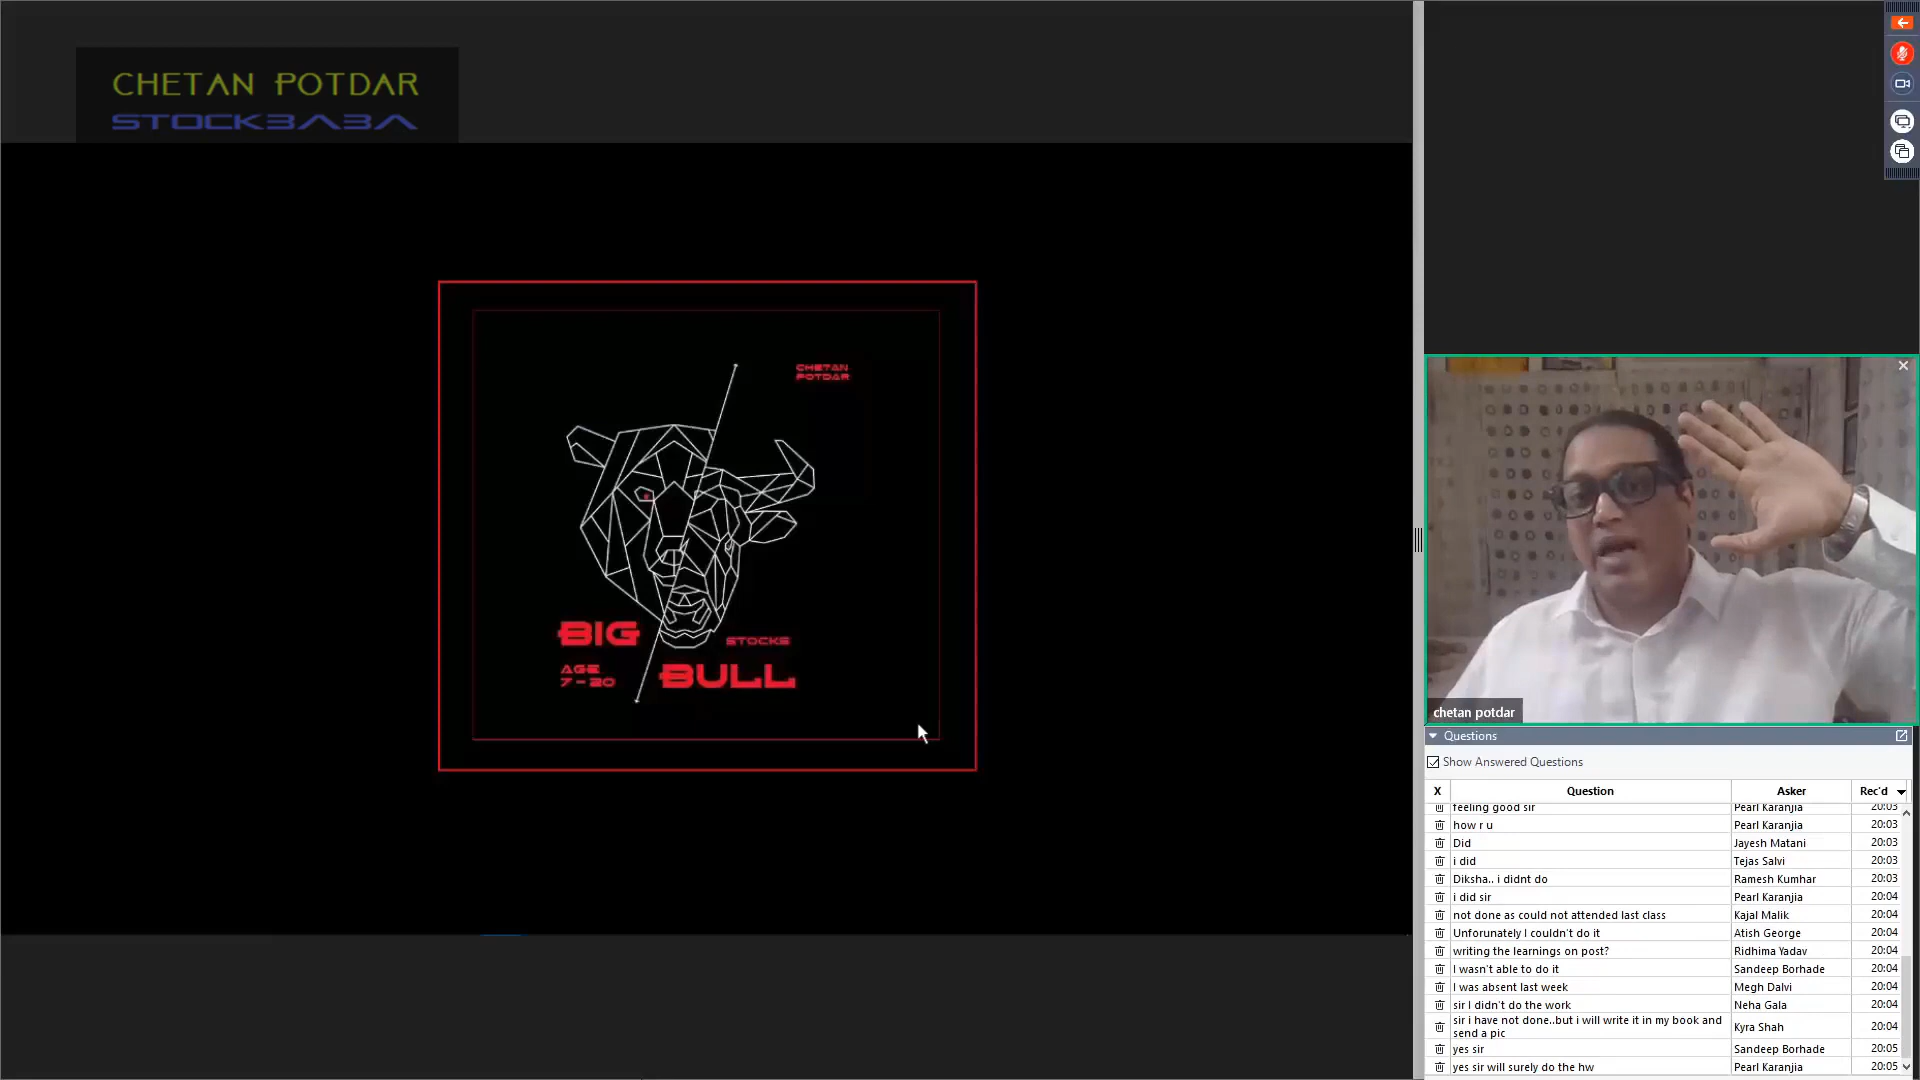 CHETAN POTDAR
STOCKBABA
CHETAN
POTDAR
BIG
STOCKS
AGE
7 - 20
BULL
chetan potdar
Questions
Show Answered Questions
X Question Asker Rec'd
feeling good sir Pearl Karanjia 20:03
how r u Pearl Karanjia 20:03
Did Jayesh Matani 20:03
i did Tejas Salvi 20:03
Diksha.. i didnt do Ramesh Kumhar 20:03
i did sir Pearl Karanjia 20:04
not done as could not attended last class Kajal Malik 20:04
Unforunately I couldn't do it Atish George 20:04
writing the learnings on post? Ridhima Yadav 20:04
I wasn't able to do it Sandeep Borhade 20:04
I was absent last week Megh Dalvi 20:04
sir I didn't do the work Neha Gala 20:04
sir i have not done..but i will write it in my book and
send a pic Kyra Shah 20:04
yes sir Sandeep Borhade 20:05
yes sir will surely do the hw Pearl Karanjia 20:05